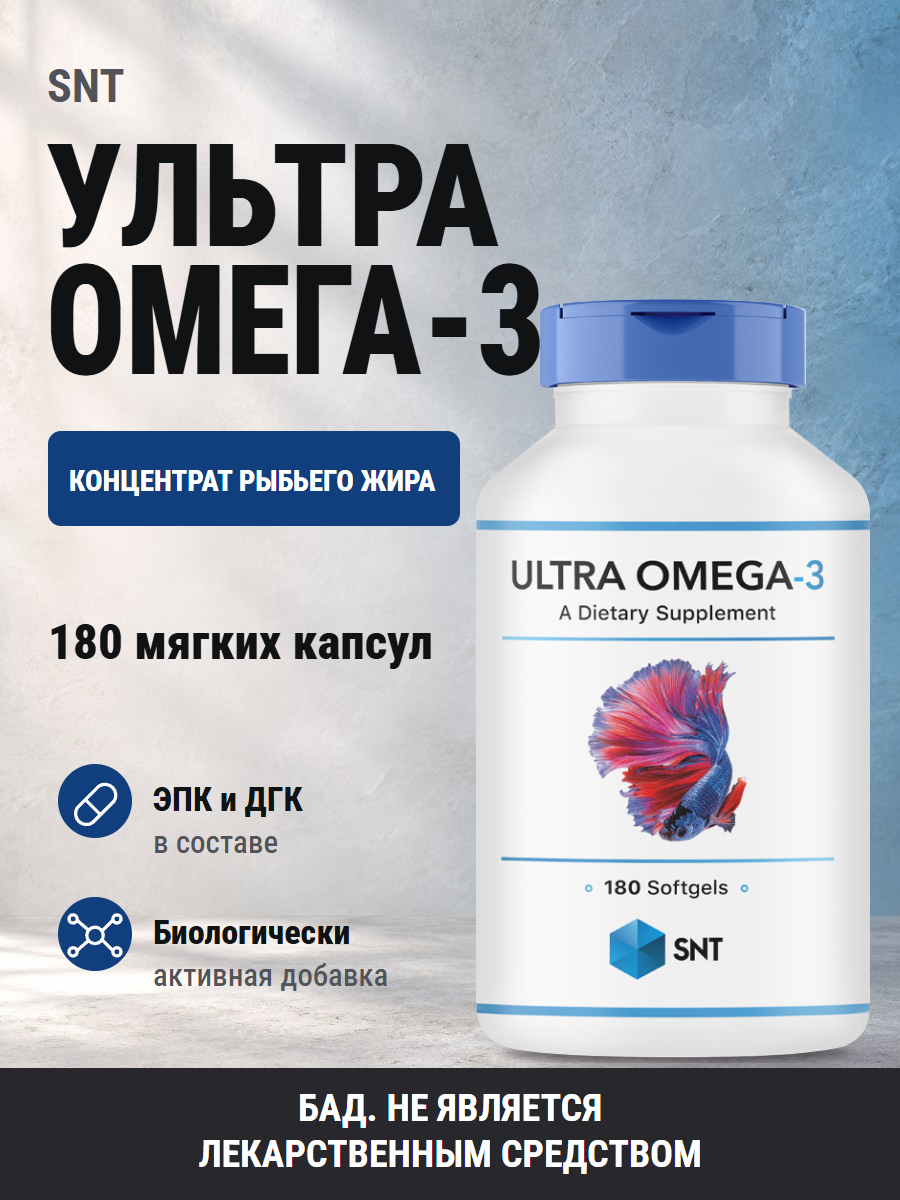 SNT
УЛЬТРА
ОМЕГА-3
КОНЦЕНТРАТ РЫБЬЕГО ЖИРА
180 мягких капсул
ЭПК и ДГК
в составе
Биологически
активная добавка
ULTRA OMEGA-3
A Dietary Supplement
180 Softgels
SNT
БАД. НЕ ЯВЛЯЕТСЯ
ЛЕКАРСТВЕННЫМ СРЕДСТВОМ